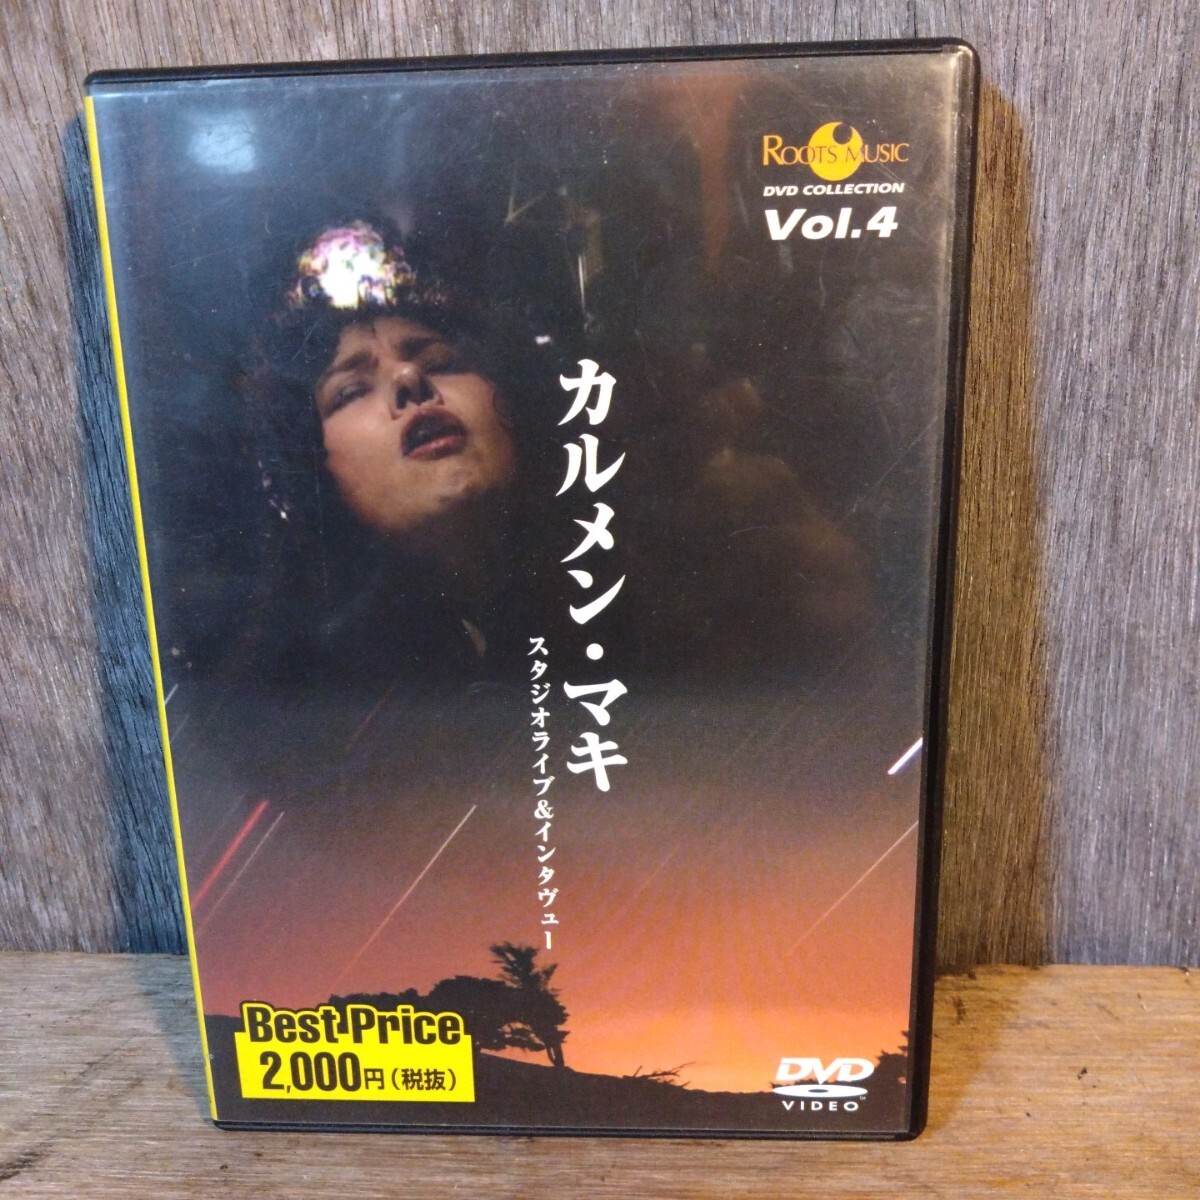 ROOTS MUSIC
DVD COLLECTION
Vol.4
カルメン・マキ
スタジオライブ&インタヴュー
Best Price
2,000円(税抜)
DVD
VIDEO